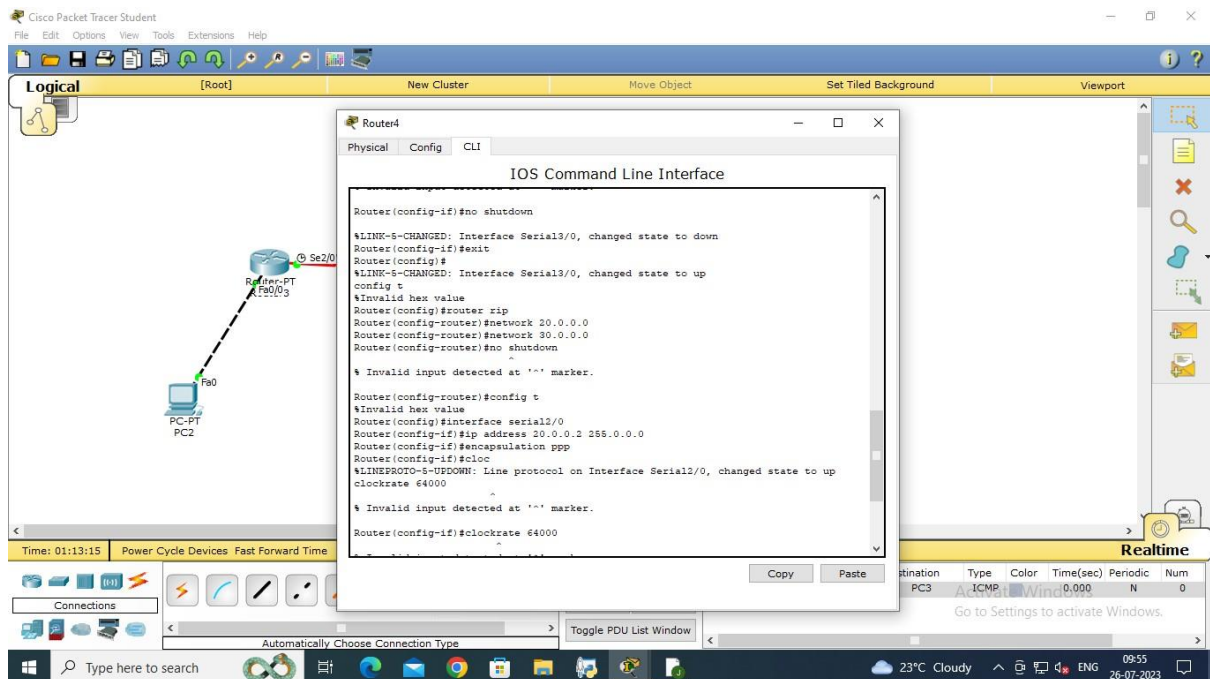 Cisco Packet Tracer Student
File Edit Options View Tools Extensions Help
Logical [Root] New Cluster Move Object Set Tiled Background Viewport
Router4
Physical Config CLI
IOS Command Line Interface
Router(config-if)#no shutdown
%LINK-5-CHANGED: Interface Serial3/0, changed state to down
Router(config-if)#exit
Router(config)#
%LINK-5-CHANGED: Interface Serial3/0, changed state to up
config t
%Invalid hex value
Router(config)#router rip
Router(config-router)#network 20.0.0.0
Router(config-router)#network 30.0.0.0
Router(config-router)#no shutdown
^
% Invalid input detected at '^' marker.
Router(config-router)#config t
%Invalid hex value
Router(config)#interface serial2/0
Router(config-if)#ip address 20.0.0.2 255.0.0.0
Router(config-if)#encapsulation ppp
Router(config-if)#cloc
%LINEPROTO-5-UPDOWN: Line protocol on Interface Serial2/0, changed state to up
clockrate 64000
^
% Invalid input detected at '^' marker.
Router(config-if)#clockrate 64000
^
Copy Paste
Se2/0
Router-PT
Fa0/0
Fa0
PC-PT
PC2
Time: 01:13:15 Power Cycle Devices Fast Forward Time Realtime
Connections
Automatically Choose Connection Type
Toggle PDU List Window
stination Type Color Time(sec) Periodic Num
PC3 ICMP 0.000 N 0
Activate Windows
Go to Settings to activate Windows.
Type here to search
23°C Cloudy ENG 09:55
26-07-2023